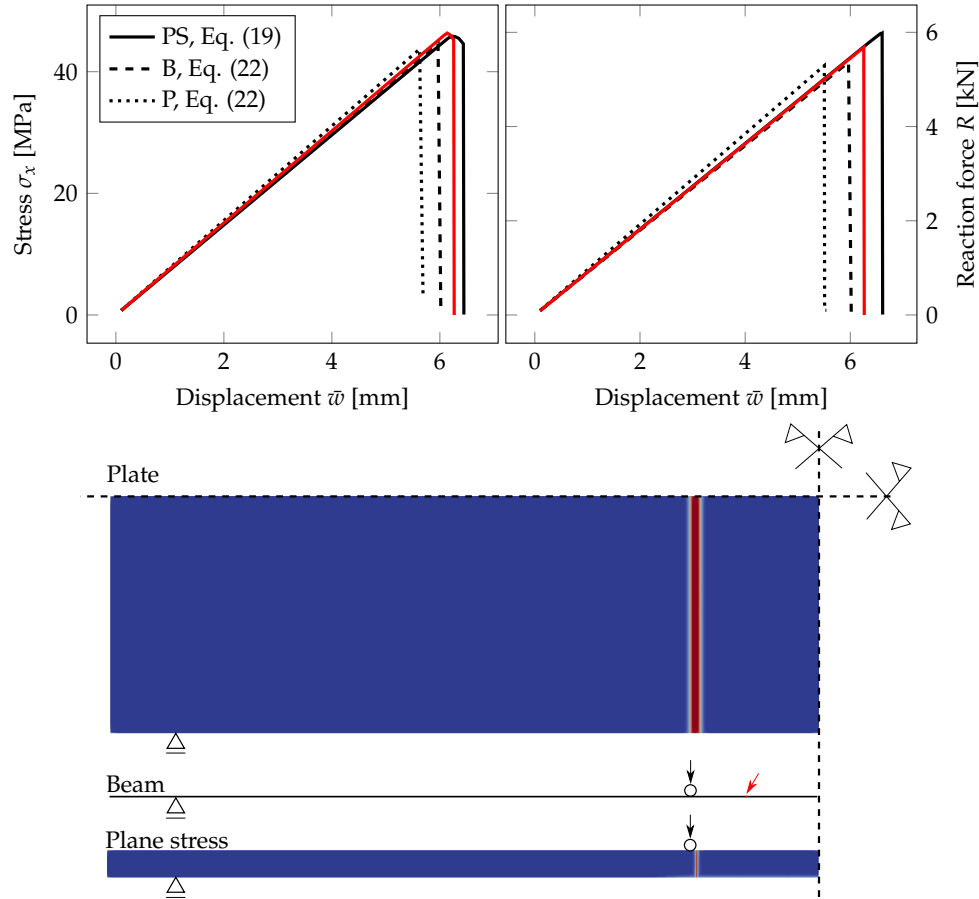 PS, Eq. (19)
B, Eq. (22)
P, Eq. (22)
Stress σₓ [MPa]
40
20
0
0 2 4 6
Displacement w̄ [mm]
Reaction force R [kN]
6
4
2
0
0 2 4 6
Displacement w̄ [mm]
Plate
Beam
Plane stress